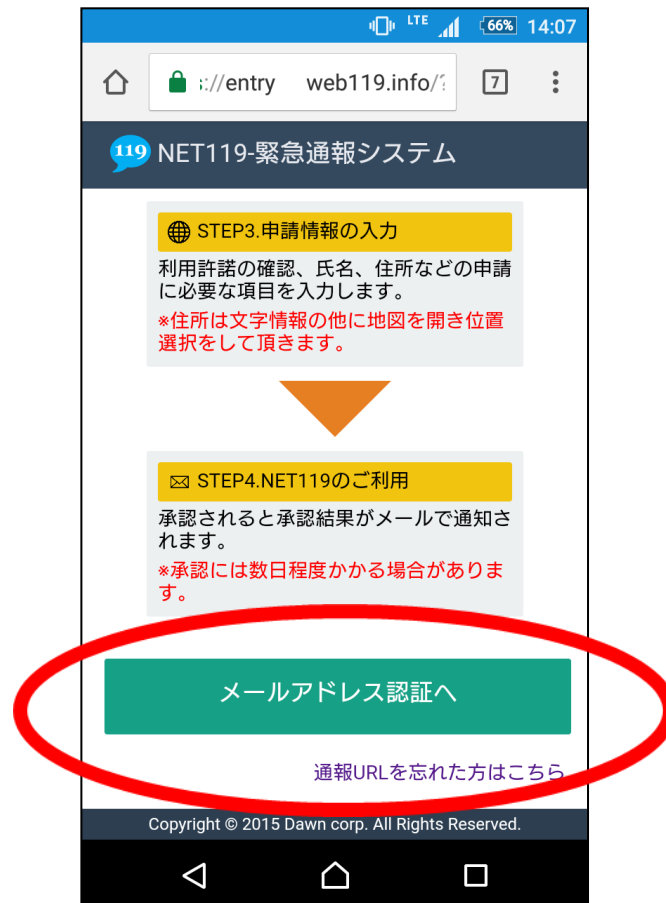 LTE 66% 14:07
://entry web119.info/? 7
119 NET119-緊急通報システム
STEP3.申請情報の入力
利用許諾の確認、氏名、住所などの申請
に必要な項目を入力します。
※住所は文字情報の他に地図を開き位置
選択をして頂きます。
STEP4.NET119のご利用
承認されると承認結果がメールで通知さ
れます。
※承認には数日程度かかる場合がありま
す。
メールアドレス認証へ
通報URLを忘れた方はこちら
Copyright © 2015 Dawn corp. All Rights Reserved.